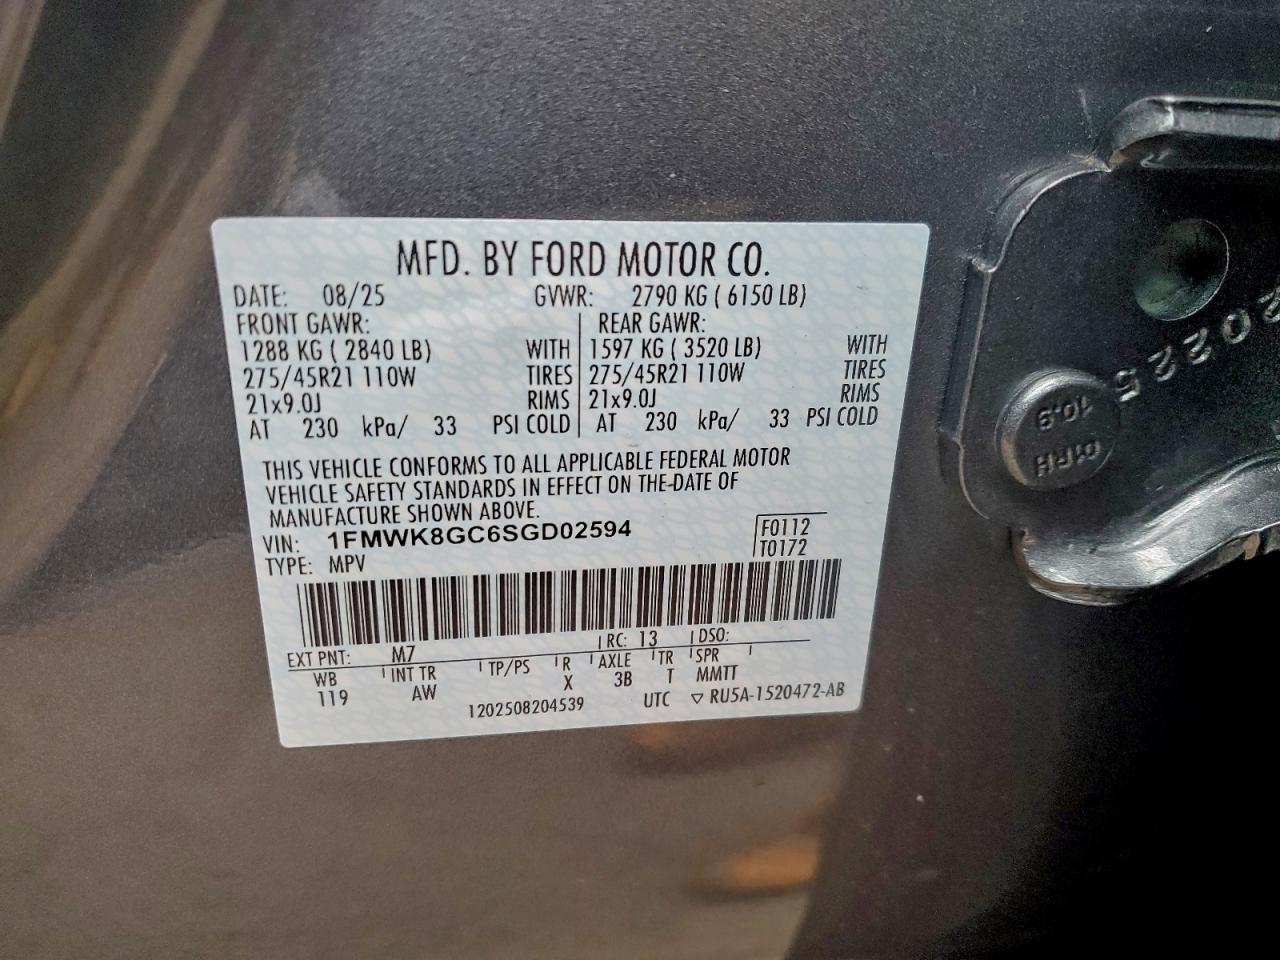 MFD. BY FORD MOTOR CO.
DATE: 08/25 GVWR: 2790 KG ( 6150 LB)
FRONT GAWR: REAR GAWR:
1288 KG ( 2840 LB) WITH 1597 KG ( 3520 LB) WITH
275/45R21 110W TIRES 275/45R21 110W TIRES
21x9.0J RIMS 21x9.0J RIMS
AT 230 kPa/ 33 PSI COLD AT 230 kPa/ 33 PSI COLD
THIS VEHICLE CONFORMS TO ALL APPLICABLE FEDERAL MOTOR
VEHICLE SAFETY STANDARDS IN EFFECT ON THE-DATE OF
MANUFACTURE SHOWN ABOVE.
VIN: 1FMWK8GC6SGD02594 F0112
TYPE: MPV T0172
EXT PNT: M7 RC: 13 DSO:
WB INT TR TP/PS R AXLE TR SPR
119 AW X 3B T MMTT
1202508204539 UTC ▽ RU5A-1520472-AB
20225
10.9
01RH